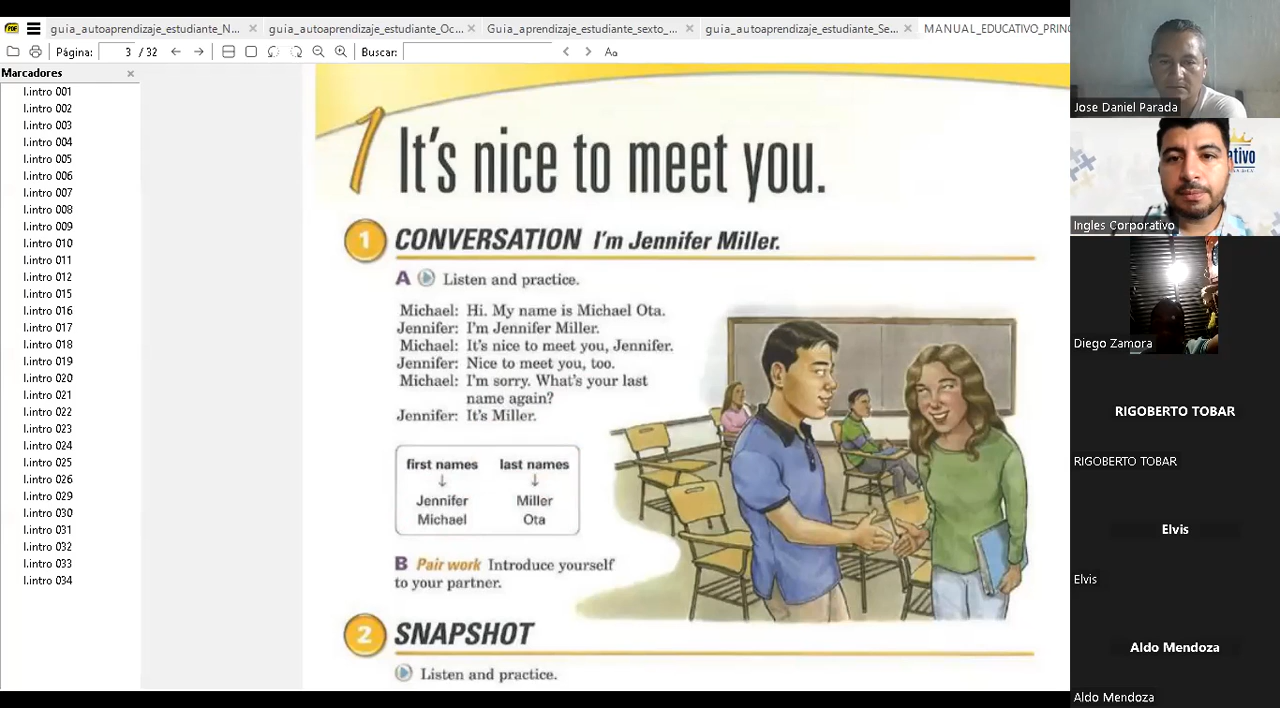 guia_autoaprendizaje_estudiante_N...
guia_autoaprendizaje_estudiante_Oc...
Guia_aprendizaje_estudiante_sexto_...
guia_autoaprendizaje_estudiante_Se...
MANUAL_EDUCATIVO_PRINC
Página: 3 / 32
Buscar:
Aa
Marcadores
I.intro 001
I.intro 002
I.intro 003
I.intro 004
I.intro 005
I.intro 006
I.intro 007
I.intro 008
I.intro 009
I.intro 010
I.intro 011
I.intro 012
I.intro 015
I.intro 016
I.intro 017
I.intro 018
I.intro 019
I.intro 020
I.intro 021
I.intro 022
I.intro 023
I.intro 024
I.intro 025
I.intro 026
I.intro 029
I.intro 030
I.intro 031
I.intro 032
I.intro 033
I.intro 034
1 It's nice to meet you.
1 CONVERSATION I'm Jennifer Miller.
A Listen and practice.
Michael: Hi. My name is Michael Ota.
Jennifer: I'm Jennifer Miller.
Michael: It's nice to meet you, Jennifer.
Jennifer: Nice to meet you, too.
Michael: I'm sorry. What's your last
name again?
Jennifer: It's Miller.
first names last names
Jennifer Miller
Michael Ota
B Pair work Introduce yourself
to your partner.
2 SNAPSHOT
Listen and practice.
Jose Daniel Parada
Ingles Corporativo
Diego Zamora
RIGOBERTO TOBAR
RIGOBERTO TOBAR
Elvis
Elvis
Aldo Mendoza
Aldo Mendoza